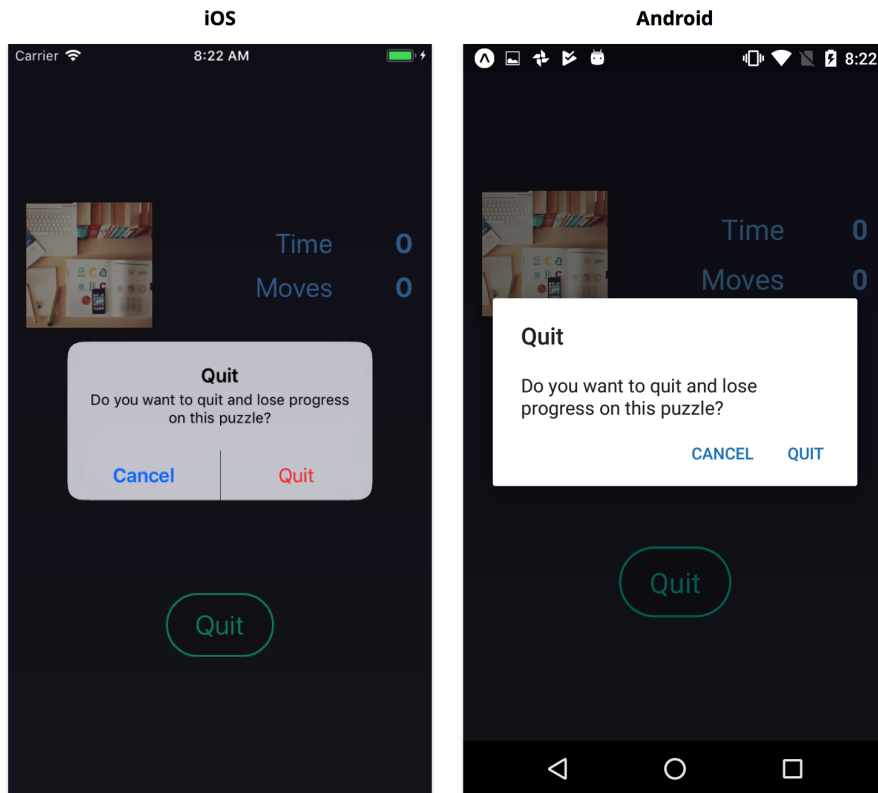 iOS
Carrier 8:22 AM
Time 0
Moves 0
Quit
Do you want to quit and lose progress
on this puzzle?
Cancel Quit
Quit
Android
8:22
Time 0
Moves 0
Quit
Do you want to quit and lose
progress on this puzzle?
CANCEL QUIT
Quit